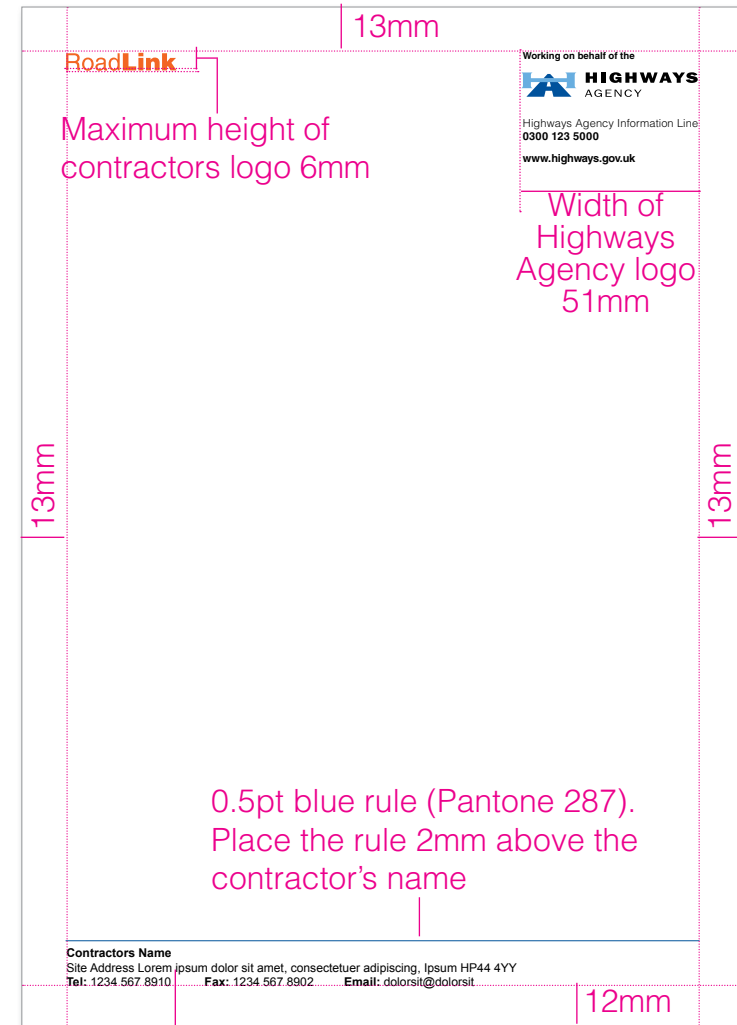 13mm
RoadLink
Working on behalf of the
HIGHWAYS
AGENCY
Highways Agency Information Line
0300 123 5000
www.highways.gov.uk
Maximum height of
contractors logo 6mm
Width of
Highways
Agency logo
51mm
13mm
13mm
0.5pt blue rule (Pantone 287).
Place the rule 2mm above the
contractor's name
Contractors Name
Site Address Lorem ipsum dolor sit amet, consectetuer adipiscing, Ipsum HP44 4YY
Tel: 1234 567 8910 Fax: 1234 567 8902 Email: dolorsit@dolorsit
12mm